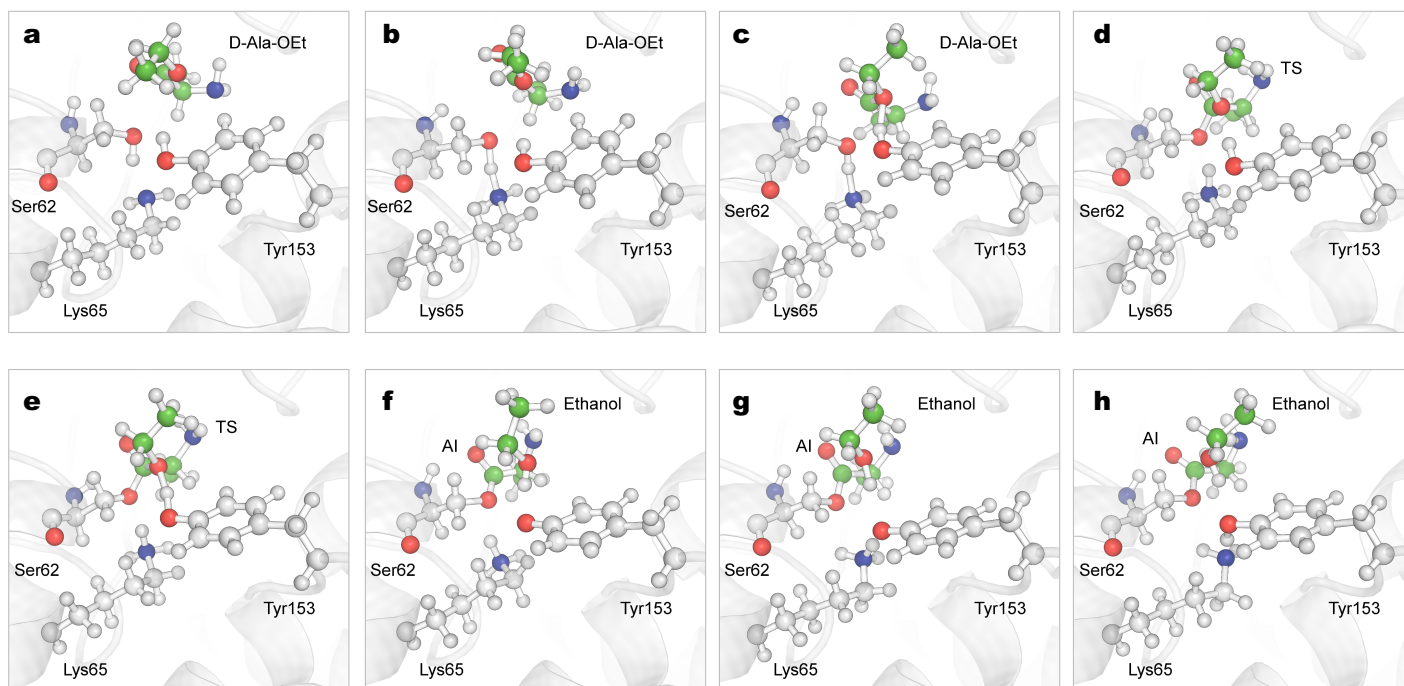 a
D-Ala-OEt
Ser62
Tyr153
Lys65
b
D-Ala-OEt
Ser62
Tyr153
Lys65
c
D-Ala-OEt
Ser62
Tyr153
Lys65
d
TS
Ser62
Tyr153
Lys65
e
TS
Ser62
Tyr153
Lys65
f
Ethanol
AI
Ser62
Tyr153
Lys65
g
Ethanol
AI
Ser62
Tyr153
Lys65
h
Ethanol
AI
Ser62
Tyr153
Lys65